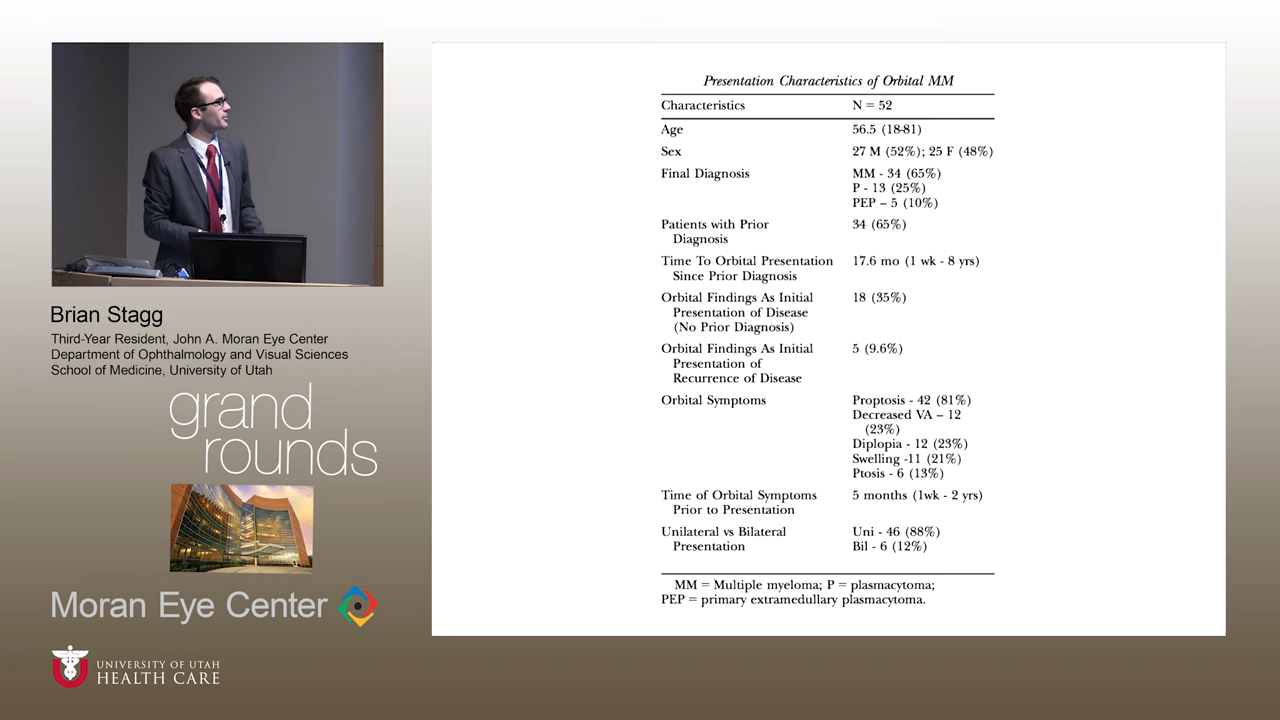 Brian Stagg
Third-Year Resident, John A. Moran Eye Center
Department of Ophthalmology and Visual Sciences
School of Medicine, University of Utah
grand
rounds
Moran Eye Center
UNIVERSITY OF UTAH
HEALTH CARE
Presentation Characteristics of Orbital MM
Characteristics N = 52
Age 56.5 (18-81)
Sex 27 M (52%); 25 F (48%)
Final Diagnosis MM - 34 (65%)
P - 13 (25%)
PEP – 5 (10%)
Patients with Prior 34 (65%)
Diagnosis
Time To Orbital Presentation 17.6 mo (1 wk - 8 yrs)
Since Prior Diagnosis
Orbital Findings As Initial 18 (35%)
Presentation of Disease
(No Prior Diagnosis)
Orbital Findings As Initial 5 (9.6%)
Presentation of
Recurrence of Disease
Orbital Symptoms Proptosis - 42 (81%)
Decreased VA – 12
(23%)
Diplopia - 12 (23%)
Swelling -11 (21%)
Ptosis - 6 (13%)
Time of Orbital Symptoms 5 months (1wk - 2 yrs)
Prior to Presentation
Unilateral vs Bilateral Uni - 46 (88%)
Presentation Bil - 6 (12%)
MM = Multiple myeloma; P = plasmacytoma;
PEP = primary extramedullary plasmacytoma.